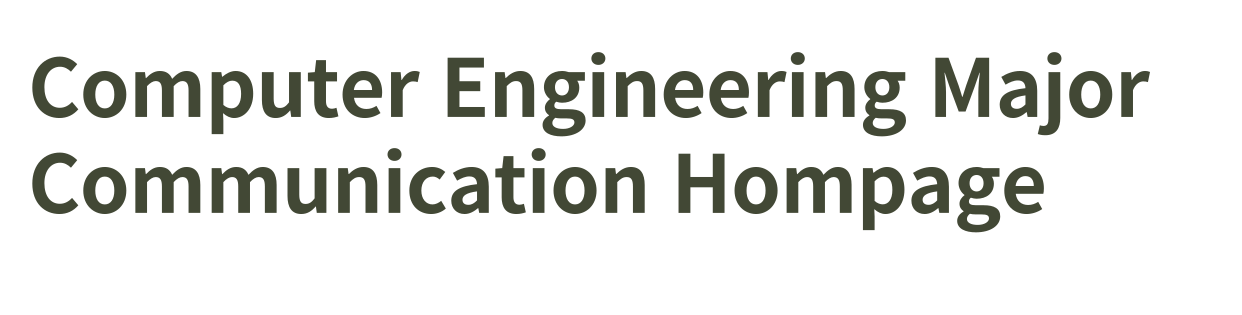 Computer Engineering Major
Communication Hompage